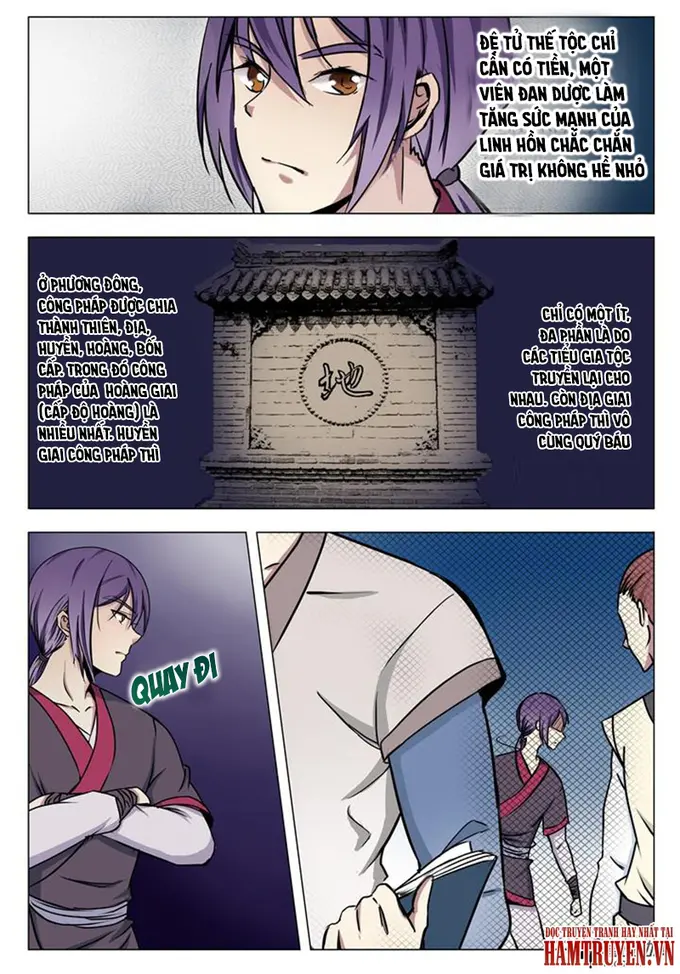 ĐỆ TỬ THẾ TỘC CHỈ
CẦN CÓ TIỀN, MỘT
VIÊN ĐAN DƯỢC LÀM
TĂNG SỨC MẠNH CỦA
LINH HỒN CHẮC CHẮN
GIÁ TRỊ KHÔNG HỀ NHỎ
Ở PHƯƠNG ĐÔNG,
CÔNG PHÁP ĐƯỢC CHIA
THÀNH THIÊN, ĐỊA,
HUYỀN, HOÀNG, BỐN
CẤP. TRONG ĐÓ CÔNG
PHÁP CỦA HOÀNG GIAI
(CẤP ĐỘ HOÀNG) LÀ
NHIỀU NHẤT. HUYỀN
GIAI CÔNG PHÁP THÌ
地
CHỈ CÓ MỘT ÍT,
ĐA PHẦN LÀ DO
CÁC TIỂU GIA TỘC
TRUYỀN LẠI CHO
NHAU. CÒN ĐỊA GIAI
CÔNG PHÁP THÌ VÔ
CÙNG QUÝ BÁU
QUAY ĐI
ĐỌC TRUYỆN TRANH HAY NHẤT TẠI
HAMTRUYEN.VN